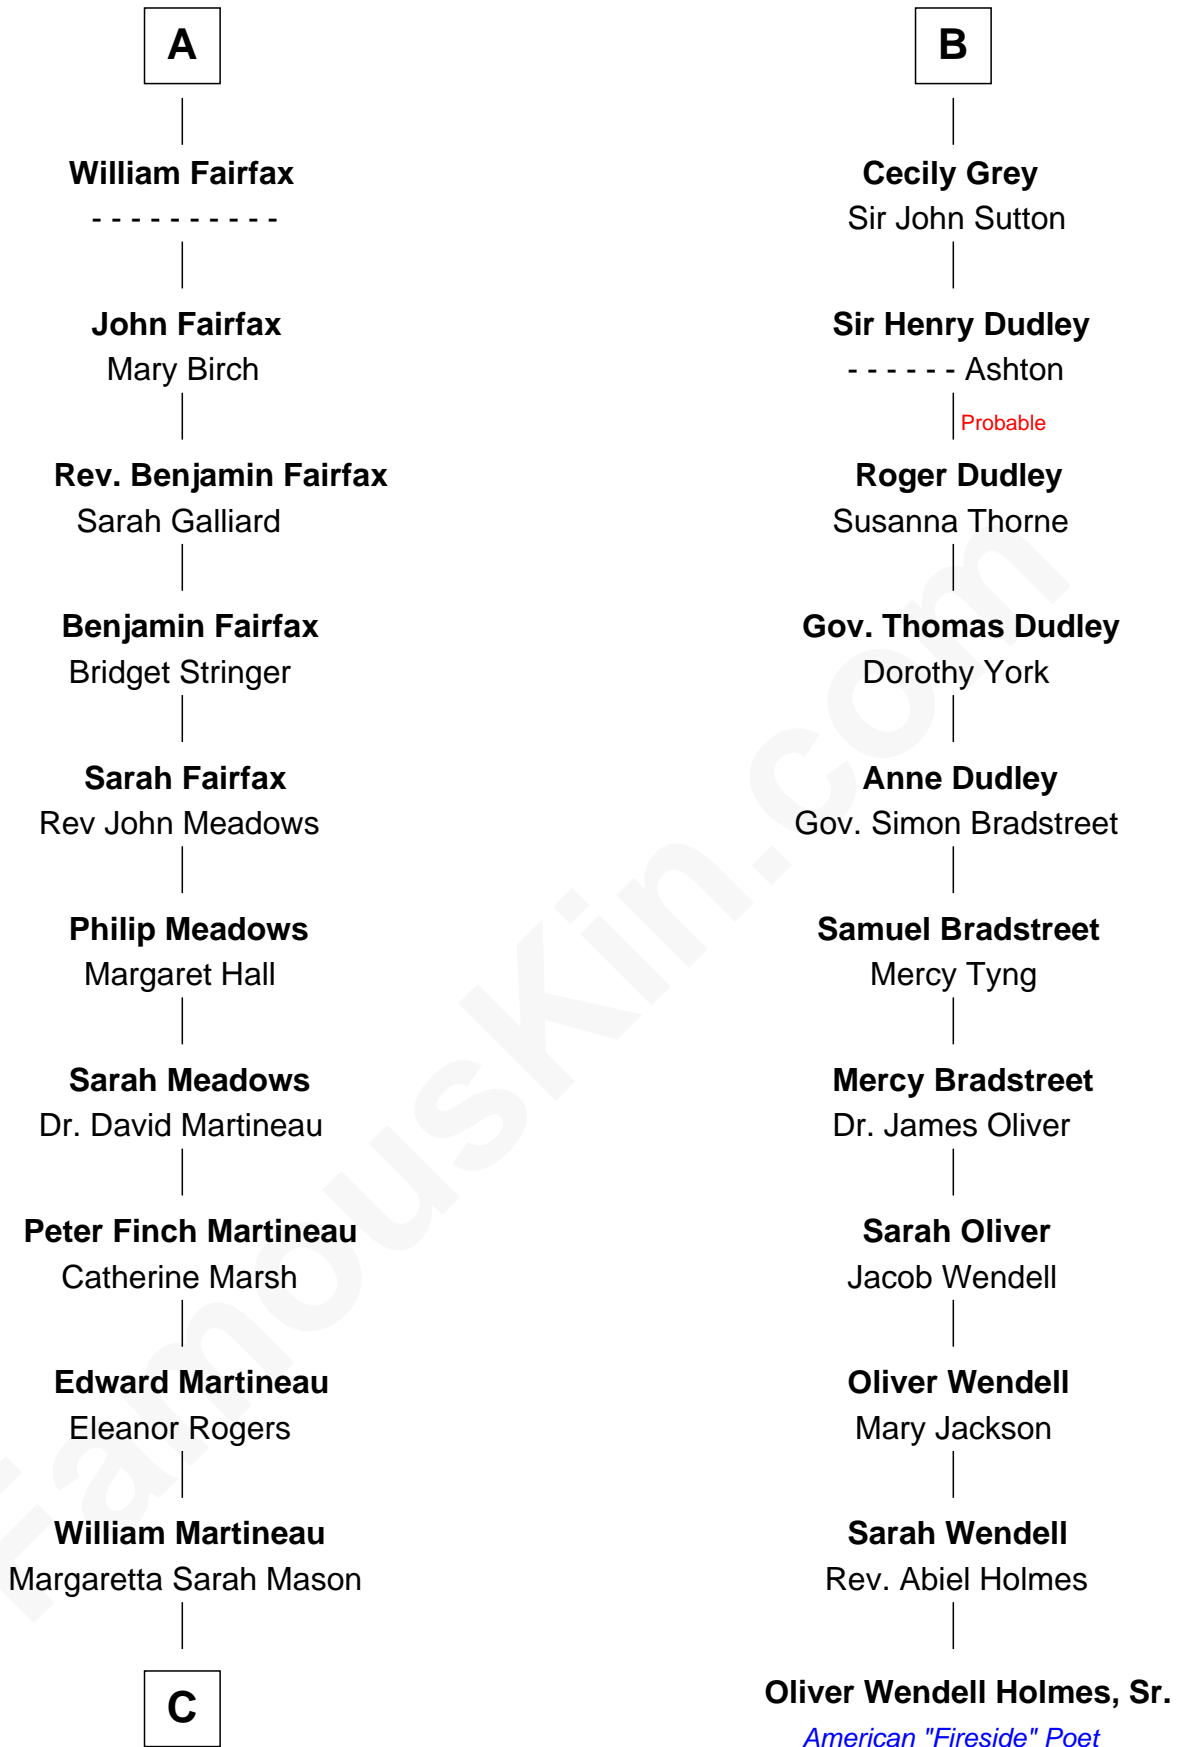 A
William Fairfax
- - - - - - - - - -
John Fairfax
Mary Birch
Rev. Benjamin Fairfax
Sarah Galliard
Benjamin Fairfax
Bridget Stringer
Sarah Fairfax
Rev John Meadows
Philip Meadows
Margaret Hall
Sarah Meadows
Dr. David Martineau
Peter Finch Martineau
Catherine Marsh
Edward Martineau
Eleanor Rogers
William Martineau
Margaretta Sarah Mason
C
B
Cecily Grey
Sir John Sutton
Sir Henry Dudley
- - - - - - Ashton
Probable
Roger Dudley
Susanna Thorne
Gov. Thomas Dudley
Dorothy York
Anne Dudley
Gov. Simon Bradstreet
Samuel Bradstreet
Mercy Tyng
Mercy Bradstreet
Dr. James Oliver
Sarah Oliver
Jacob Wendell
Oliver Wendell
Mary Jackson
Sarah Wendell
Rev. Abiel Holmes
Oliver Wendell Holmes, Sr.
American "Fireside" Poet
FamousKin.com